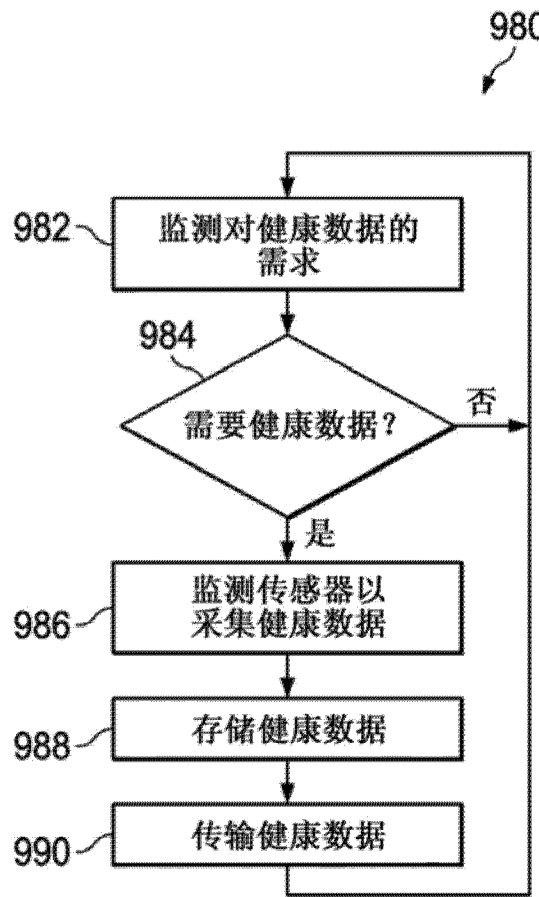 980
982
监测对健康数据的
需求
984
需要健康数据？
否
是
986
监测传感器以
采集健康数据
988
存储健康数据
990
传输健康数据